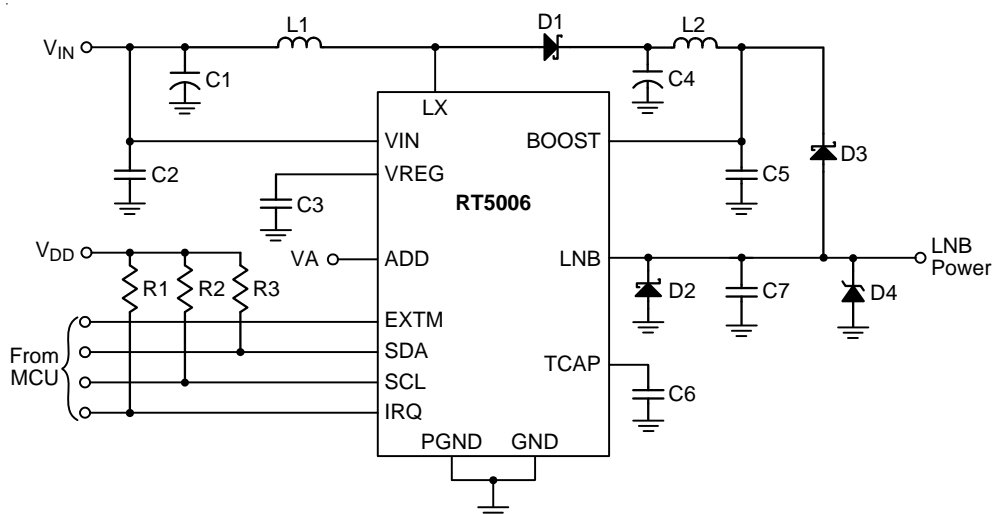 L1
D1
L2
VIN
C1
C4
LX
VIN
BOOST
D3
C2
VREG
C5
C3
RT5006
VDD
VA
ADD
LNB
LNB
Power
R1
R2
R3
D2
C7
D4
EXTM
From
MCU
SDA
TCAP
SCL
C6
IRQ
PGND
GND